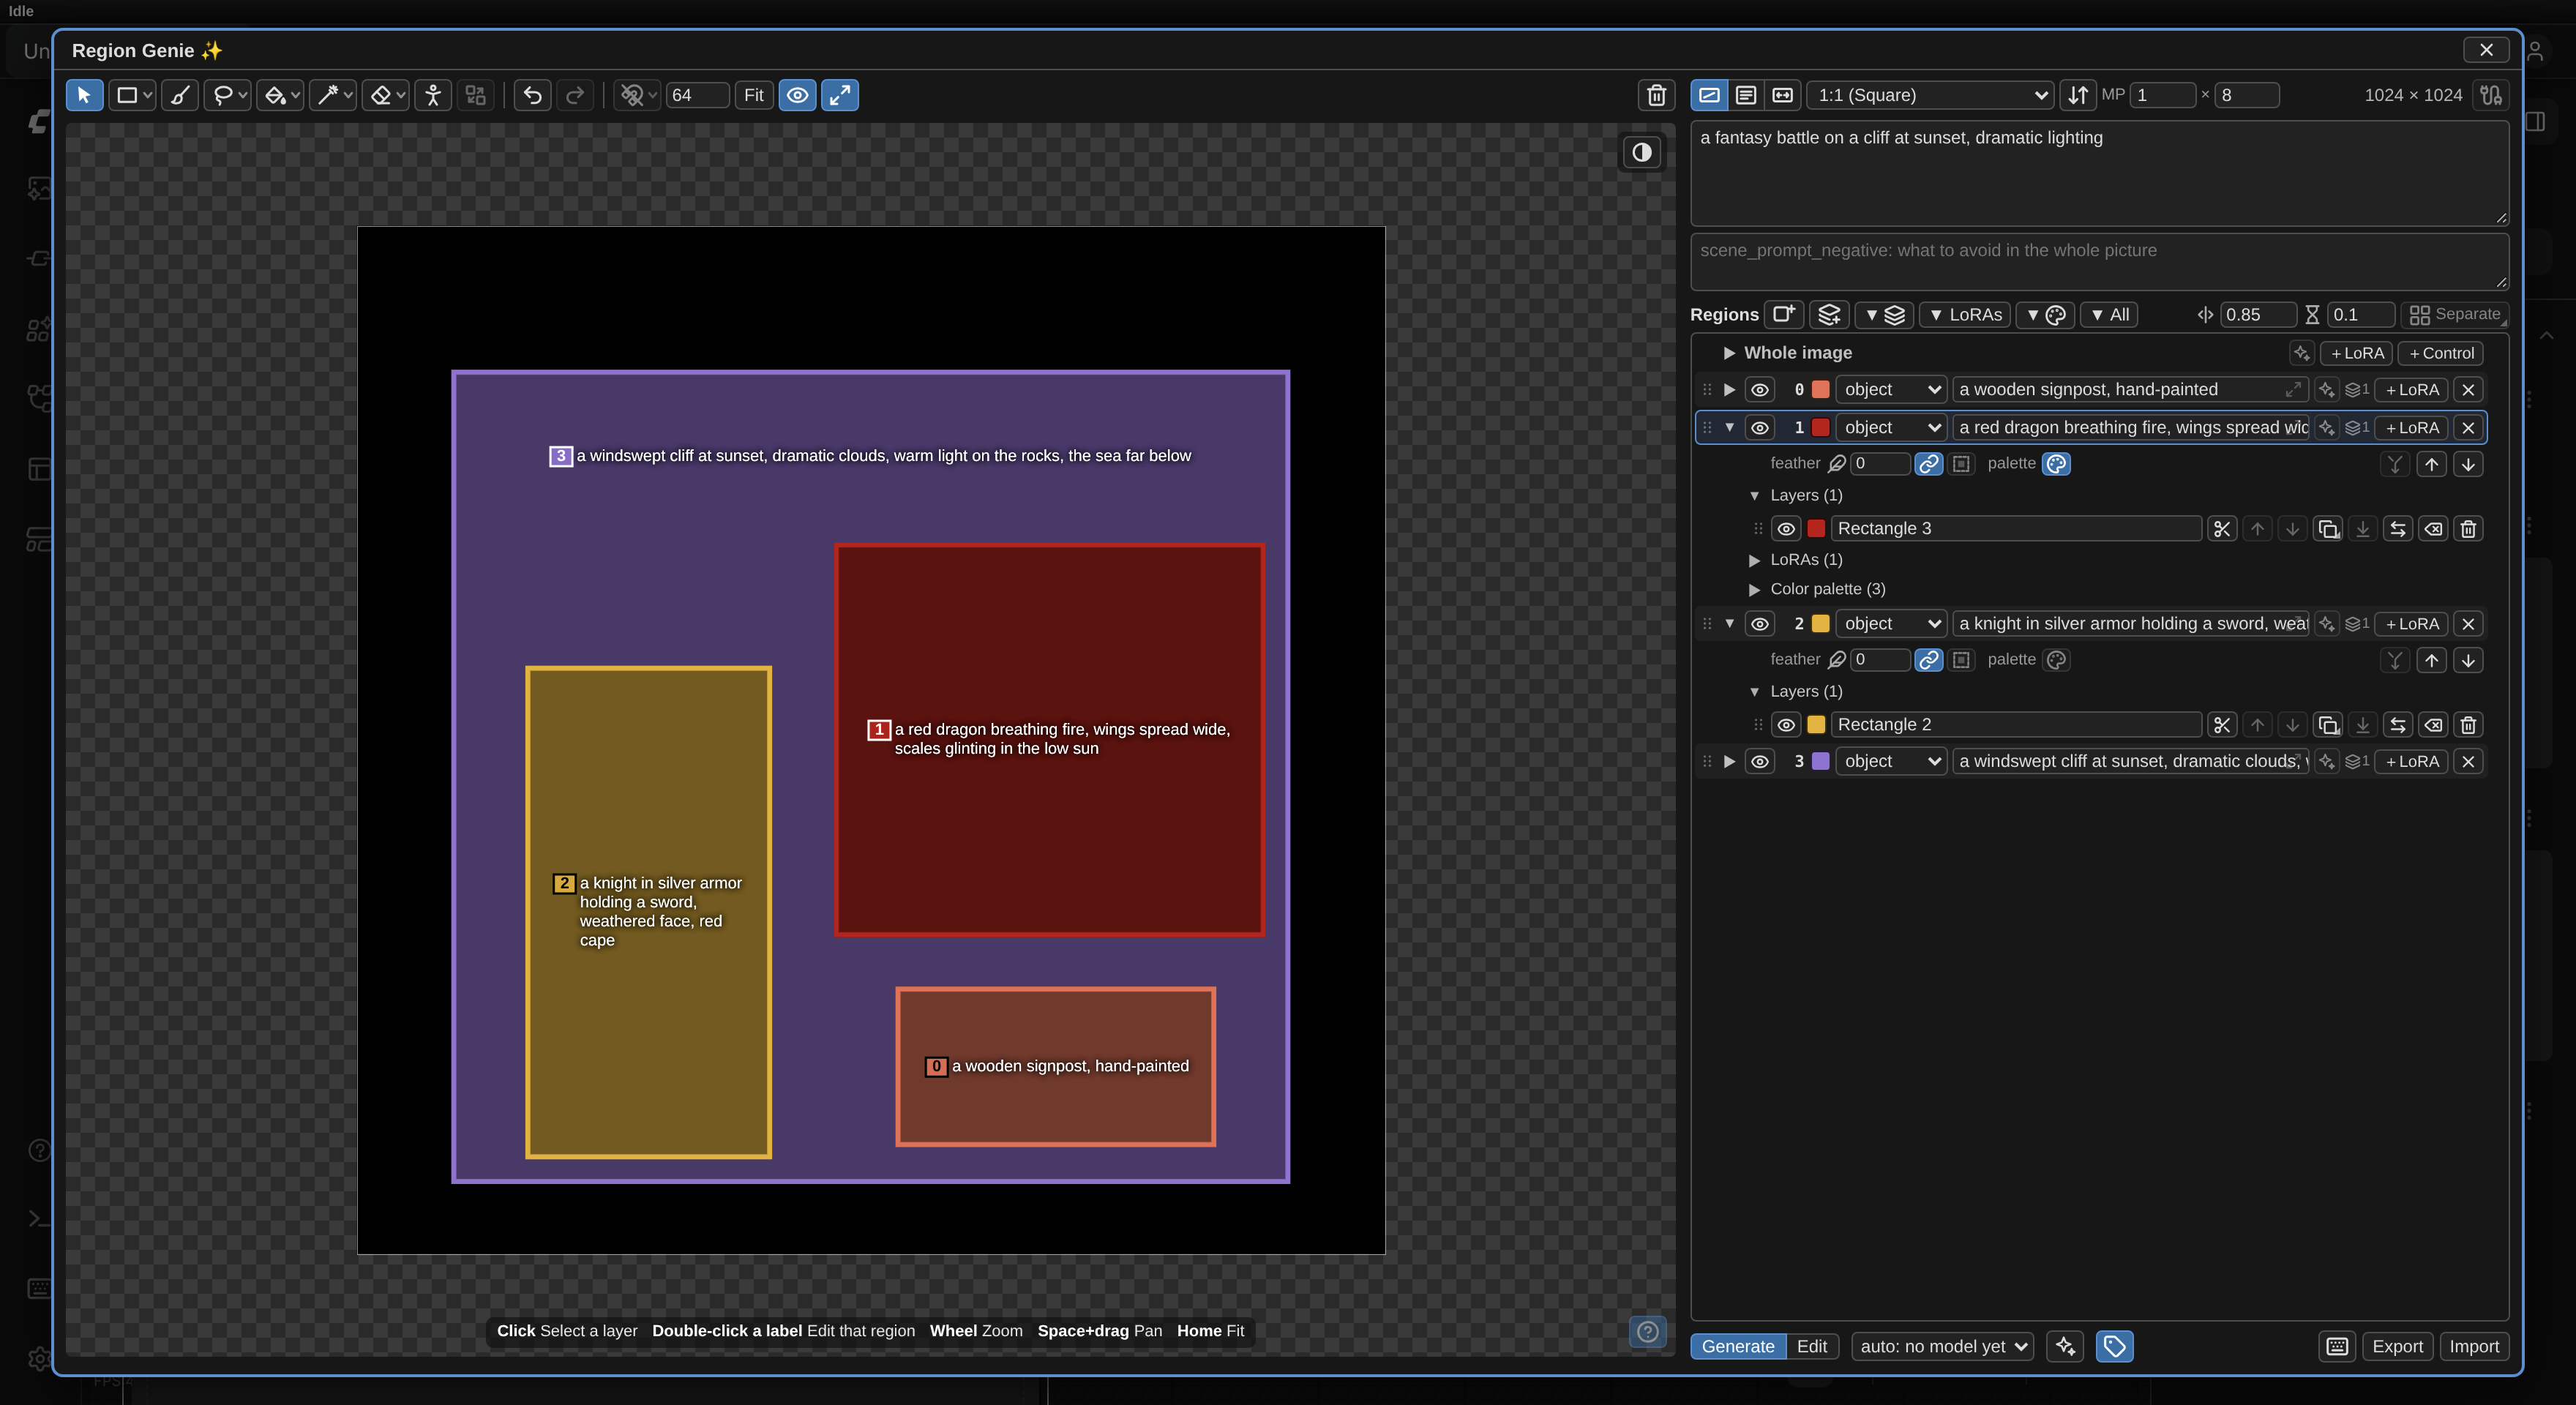 Idle
Un
Region Genie ✨
64
Fit
1:1 (Square)
MP 1 × 8
1024 × 1024
a fantasy battle on a cliff at sunset, dramatic lighting
scene_prompt_negative: what to avoid in the whole picture
Regions
▼ LoRAs
▼ All
0.85
0.1
Separate
Whole image
+ LoRA
+ Control
0 object a wooden signpost, hand-painted 1 + LoRA
1 object a red dragon breathing fire, wings spread wid 1 + LoRA
feather 0 palette
Layers (1)
Rectangle 3
LoRAs (1)
Color palette (3)
2 object a knight in silver armor holding a sword, weat 1 + LoRA
feather 0 palette
Layers (1)
Rectangle 2
3 object a windswept cliff at sunset, dramatic clouds, 1 + LoRA
3 a windswept cliff at sunset, dramatic clouds, warm light on the rocks, the sea far below
1 a red dragon breathing fire, wings spread wide,
scales glinting in the low sun
2 a knight in silver armor
holding a sword,
weathered face, red
cape
0 a wooden signpost, hand-painted
Click Select a layer Double-click a label Edit that region Wheel Zoom Space+drag Pan Home Fit
Generate
Edit
auto: no model yet
Export
Import